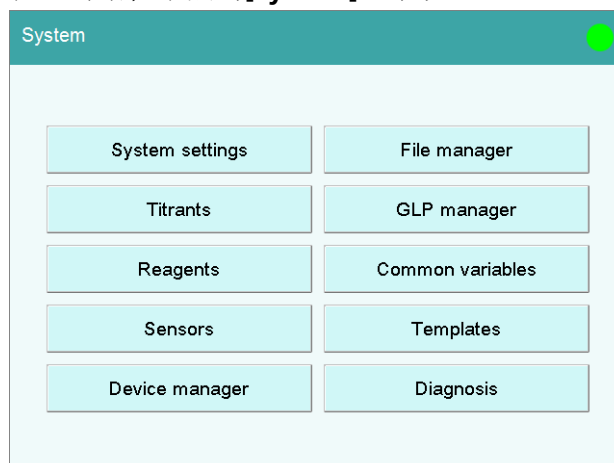 System
System settings
File manager
Titrants
GLP manager
Reagents
Common variables
Sensors
Templates
Device manager
Diagnosis